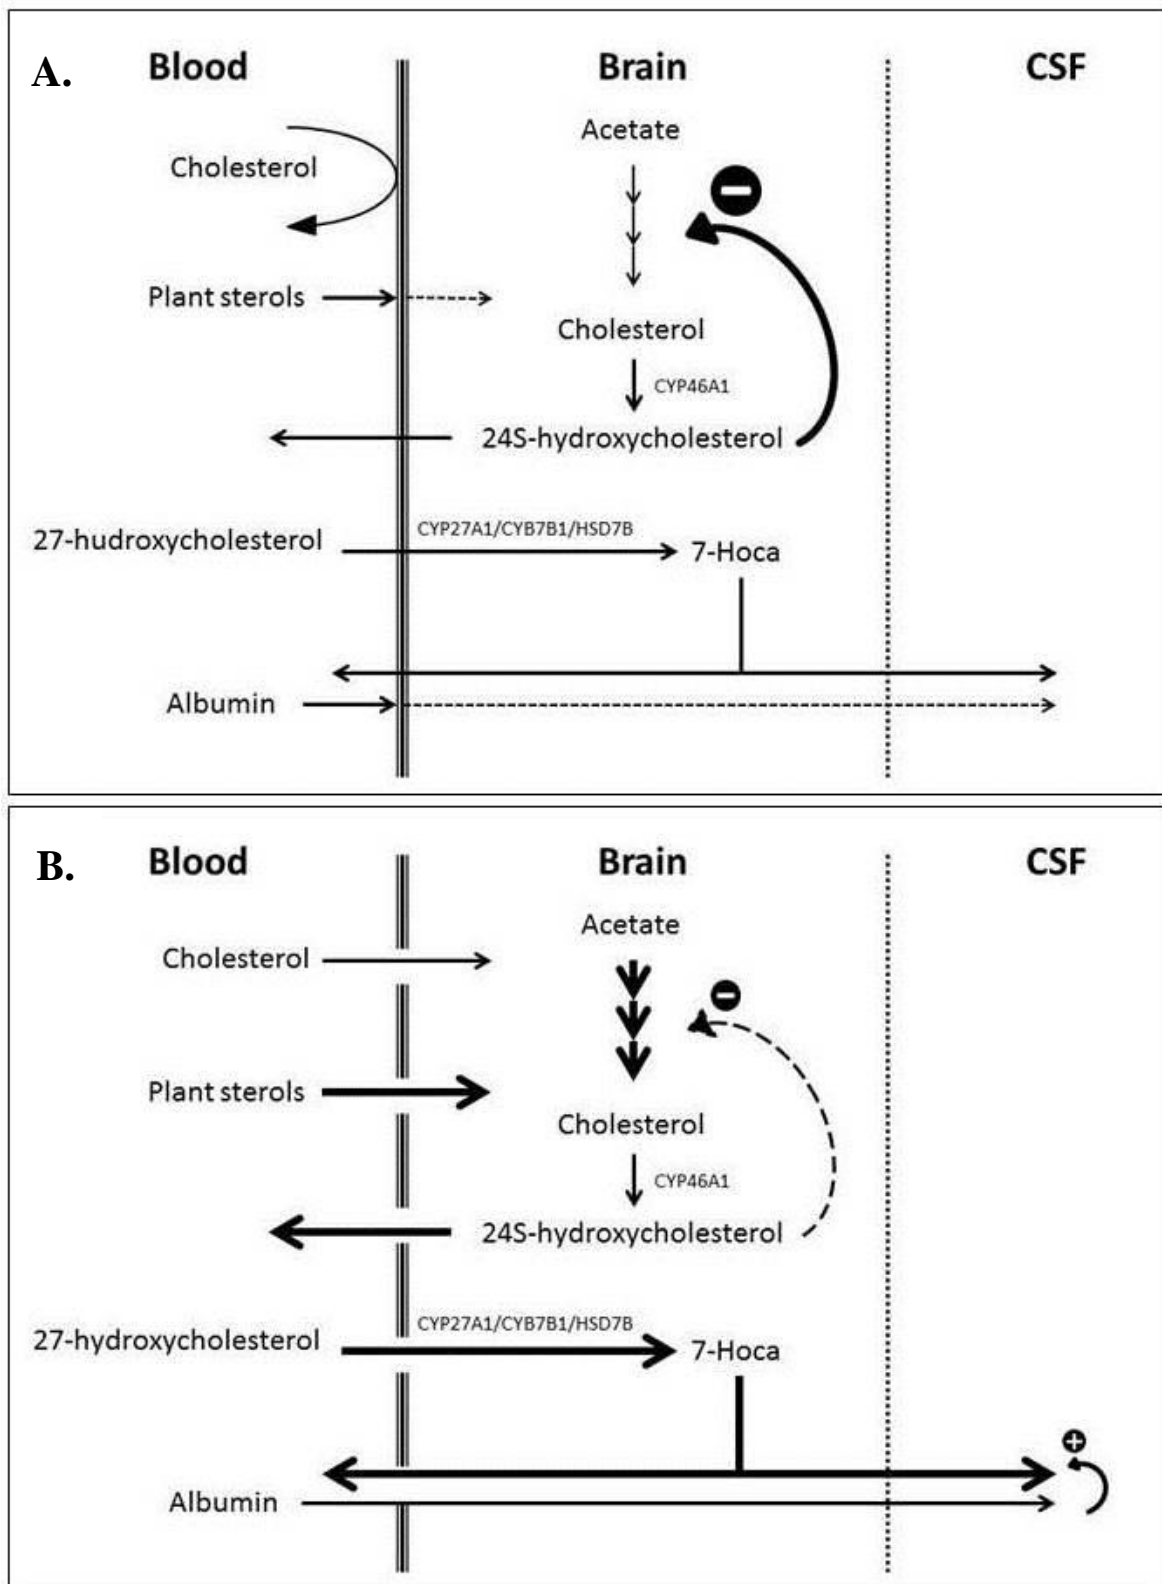 A.
Blood Brain CSF
Acetate
Cholesterol
Plant sterols
Cholesterol
CYP46A1
24S-hydroxycholesterol
27-hudroxycholesterol
CYP27A1/CYB7B1/HSD7B
7-Hoca
Albumin
B.
Blood Brain CSF
Acetate
Cholesterol
Plant sterols
Cholesterol
CYP46A1
24S-hydroxycholesterol
27-hydroxycholesterol
CYP27A1/CYB7B1/HSD7B
7-Hoca
Albumin